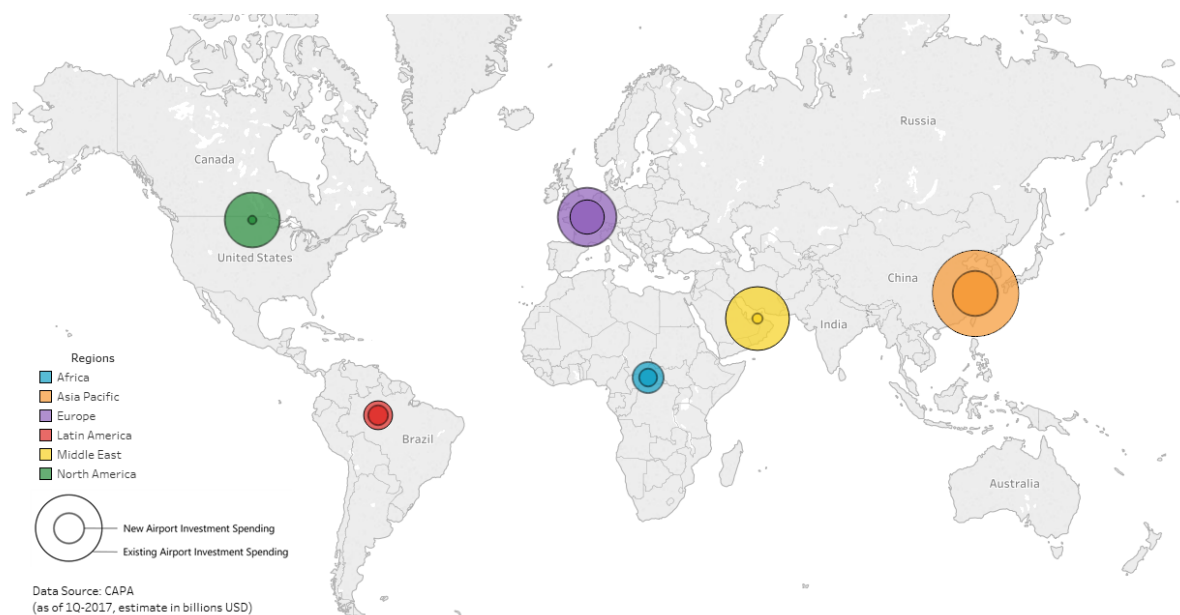 Russia
Canada
United States
China
India
Brazil
Australia
Regions
Africa
Asia Pacific
Europe
Latin America
Middle East
North America
New Airport Investment Spending
Existing Airport Investment Spending
Data Source: CAPA
(as of 1Q-2017, estimate in billions USD)